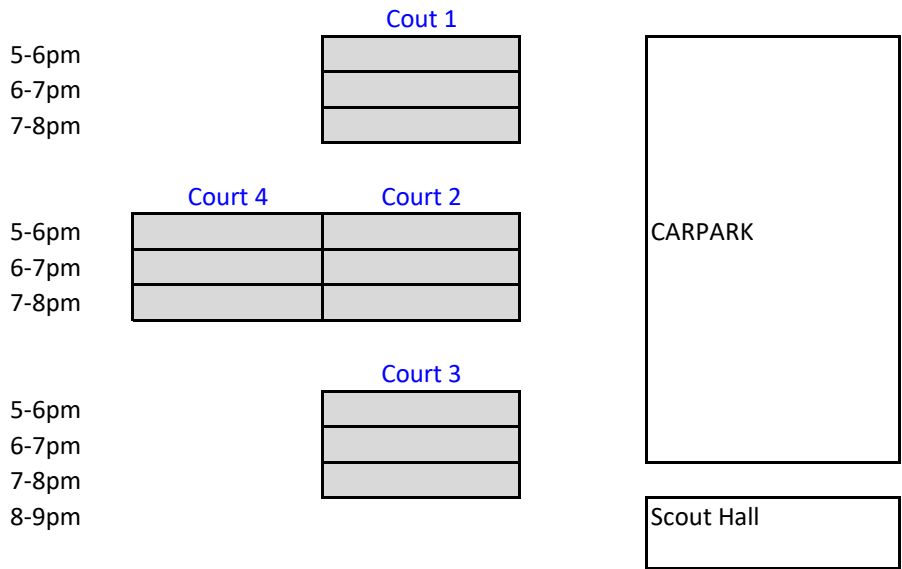 Cout 1
5-6pm
6-7pm
7-8pm
Court 4 Court 2
5-6pm CARPARK
6-7pm
7-8pm
Court 3
5-6pm
6-7pm
7-8pm
8-9pm Scout Hall